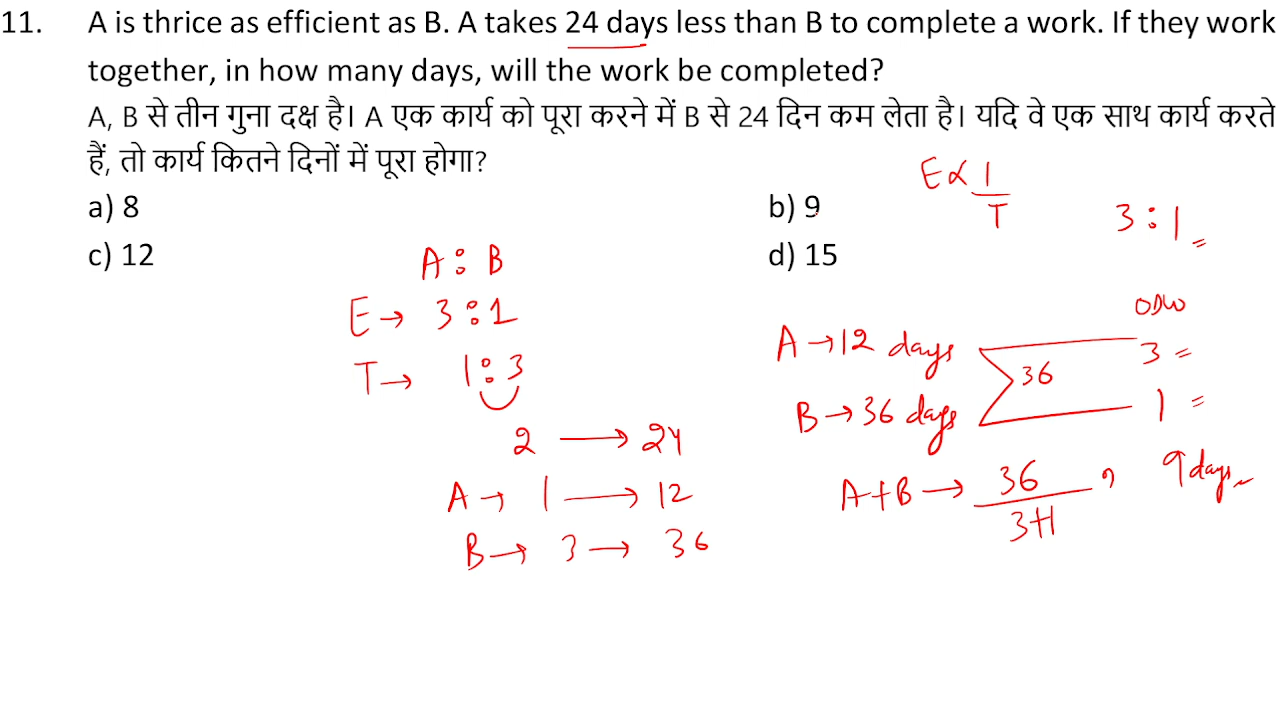 11. A is thrice as efficient as B. A takes 24 days less than B to complete a work. If they work
together, in how many days, will the work be completed?
A, B से तीन गुना दक्ष है। A एक कार्य को पूरा करने में B से 24 दिन कम लेता है। यदि वे एक साथ कार्य करते
हैं, तो कार्य कितने दिनों में पूरा होगा?
a) 8
b) 9
c) 12
d) 15
E ∝ 1/T
3 : 1 =
A : B
E → 3 : 1
T → 1 : 3
2 → 24
A → 1 → 12
B → 3 → 36
ODW
A → 12 days
36
3 =
B → 36 days
1 =
A+B → 36/3+1 , 9 days